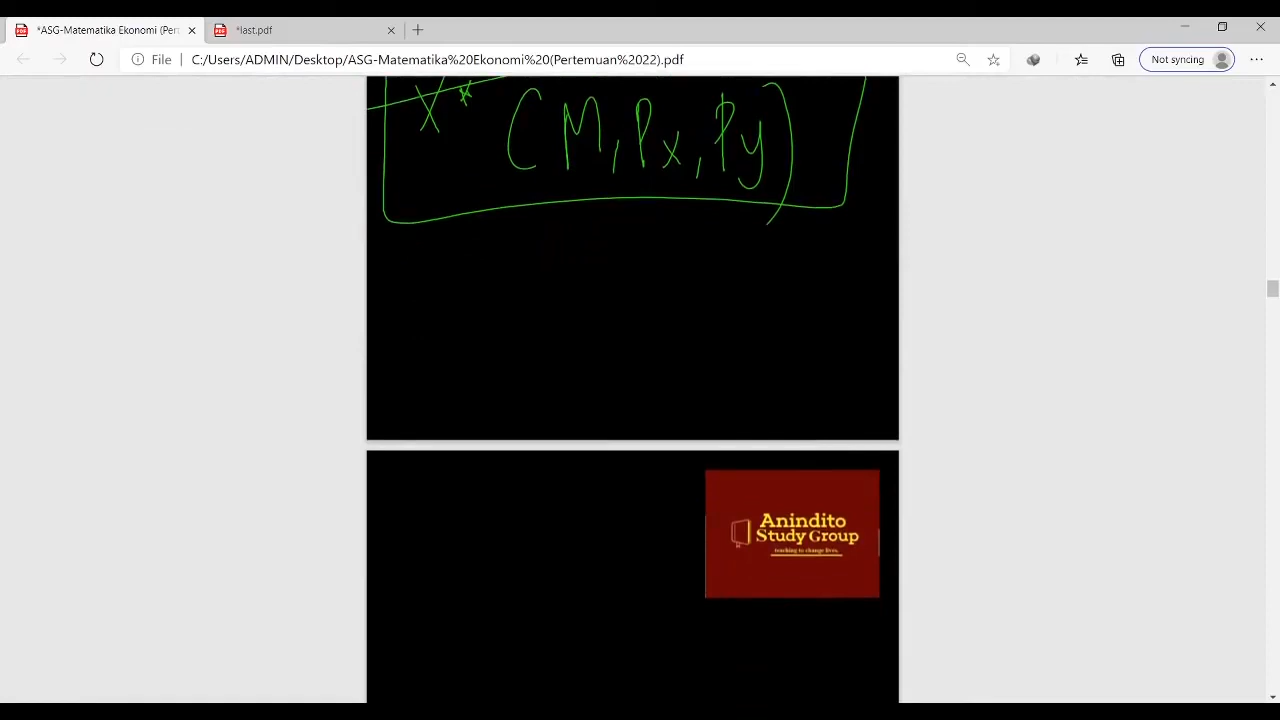 *ASG-Matematika Ekonomi (Pert
*last.pdf
File
C:/Users/ADMIN/Desktop/ASG-Matematika%20Ekonomi%20(Pertemuan%2022).pdf
Not syncing
X* (M, Px, Py)
Anindito
Study Group
teaching to change lives.